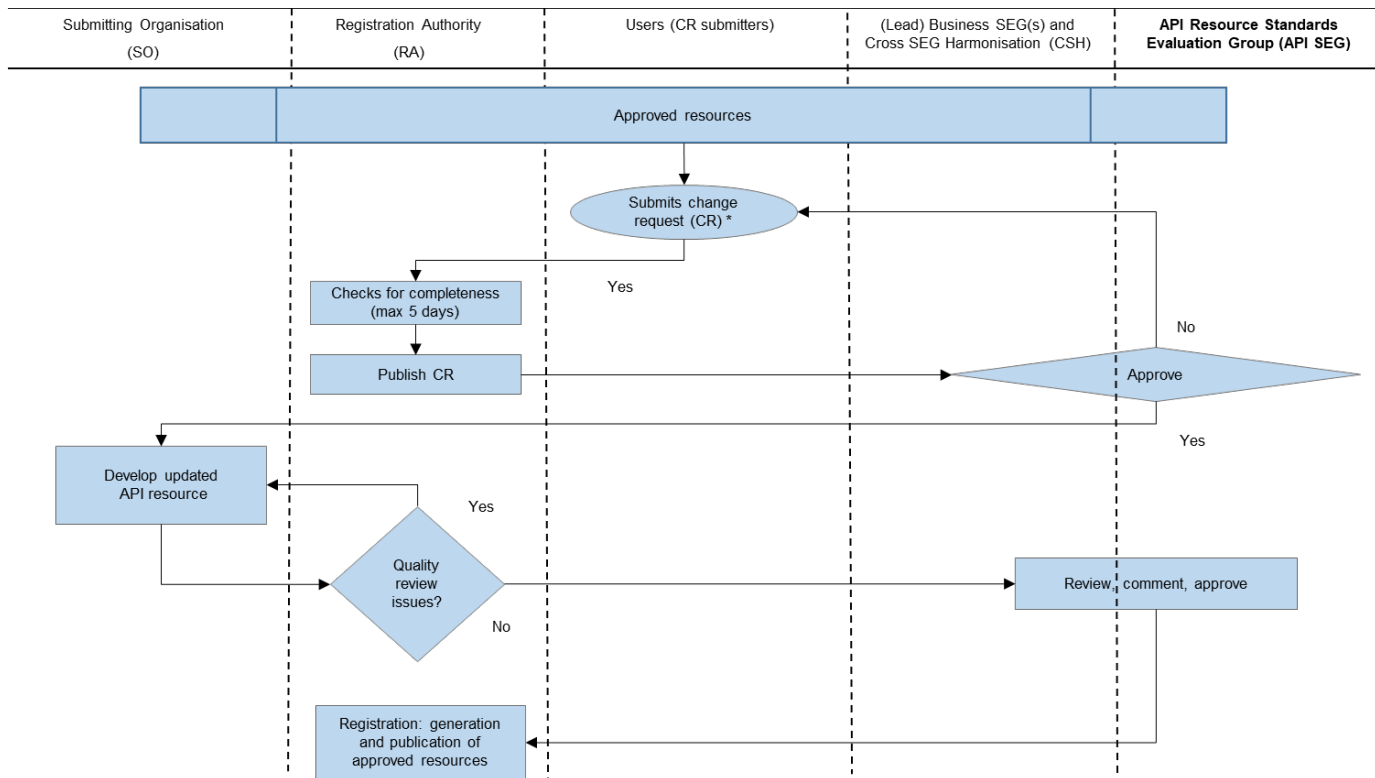 Submitting Organisation
(SO)
Registration Authority
(RA)
Users (CR submitters)
(Lead) Business SEG(s) and
Cross SEG Harmonisation (CSH)
API Resource Standards
Evaluation Group (API SEG)
Approved resources
Submits change
request (CR) *
Yes
Checks for completeness
(max 5 days)
No
Publish CR
Approve
Yes
Develop updated
API resource
Yes
Quality
review
issues?
Review, comment, approve
No
Registration: generation
and publication of
approved resources